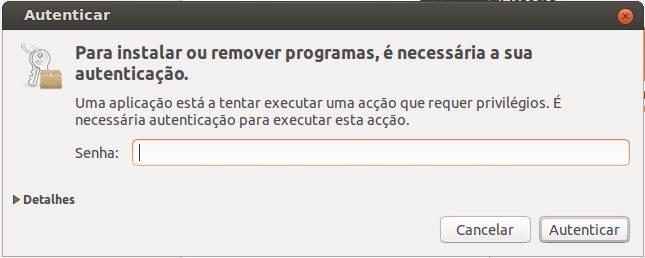 Autenticar
Para instalar ou remover programas, é necessária a sua
autenticação.
Uma aplicação está a tentar executar uma acção que requer privilégios. É
necessária autenticação para executar esta acção.
Senha:
Detalhes
Cancelar Autenticar